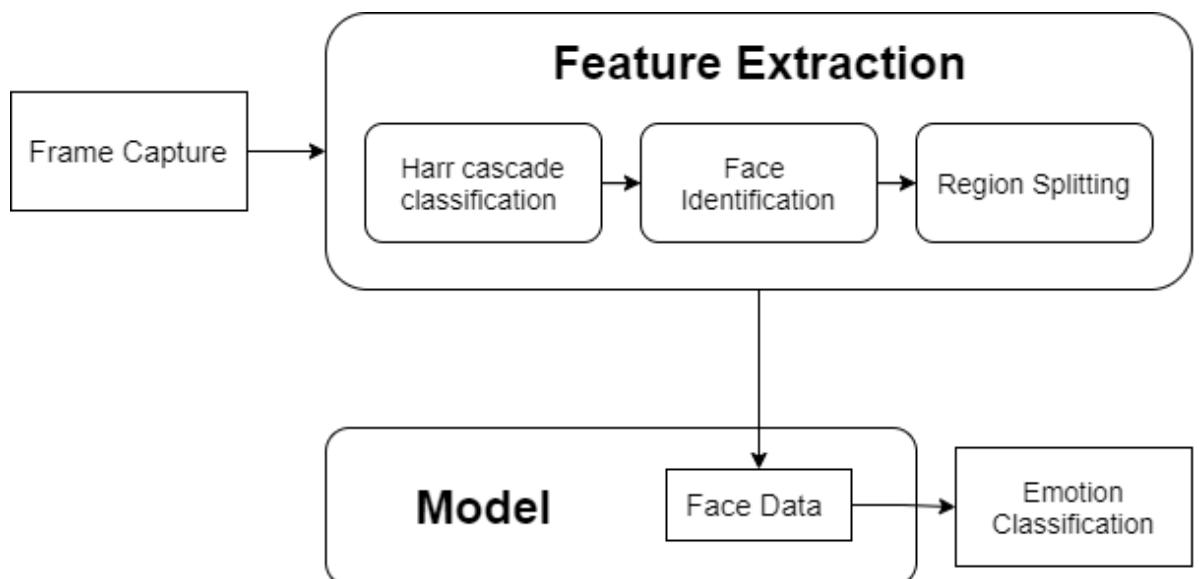 Feature Extraction
Frame Capture
Harr cascade
classification
Face
Identification
Region Splitting
Model
Face Data
Emotion
Classification